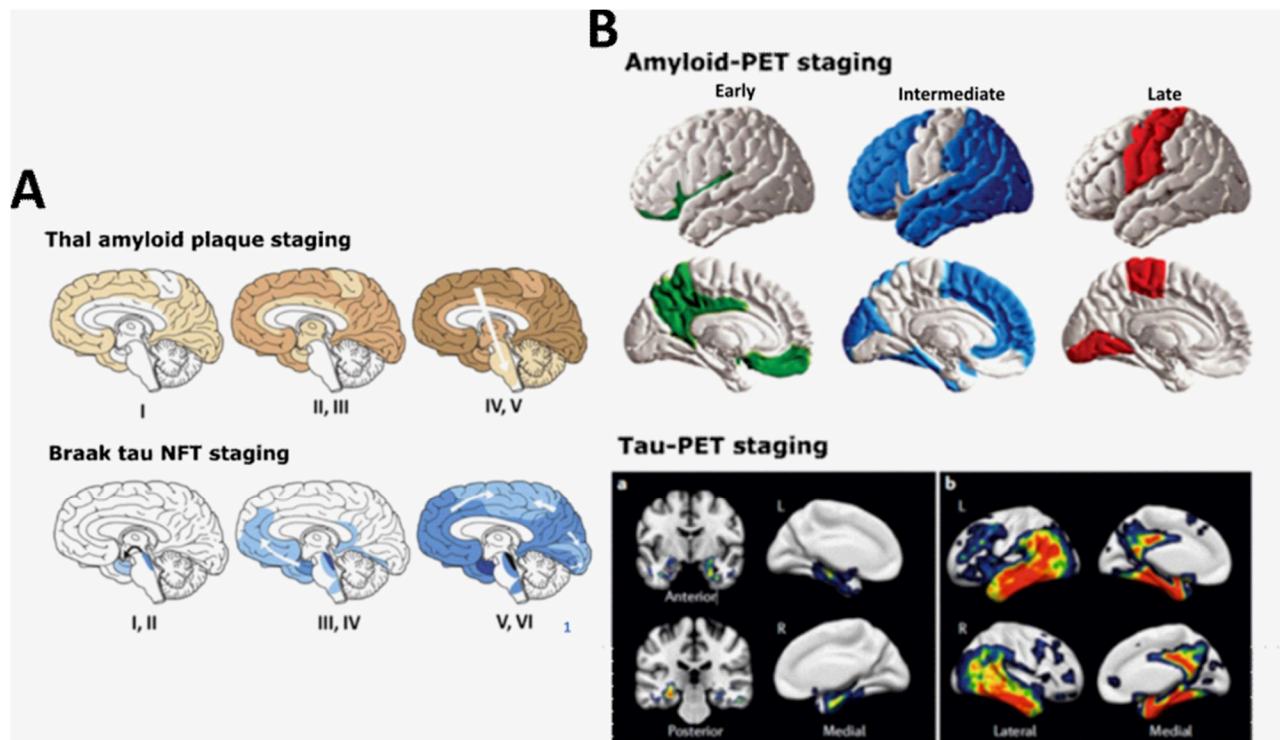 A
Thal amyloid plaque staging
I
II, III
IV, V
Braak tau NFT staging
I, II
III, IV
V, VI
1
B
Amyloid-PET staging
Early
Intermediate
Late
Tau-PET staging
a
L
Anterior
R
Posterior
Medial
b
L
R
Lateral
Medial